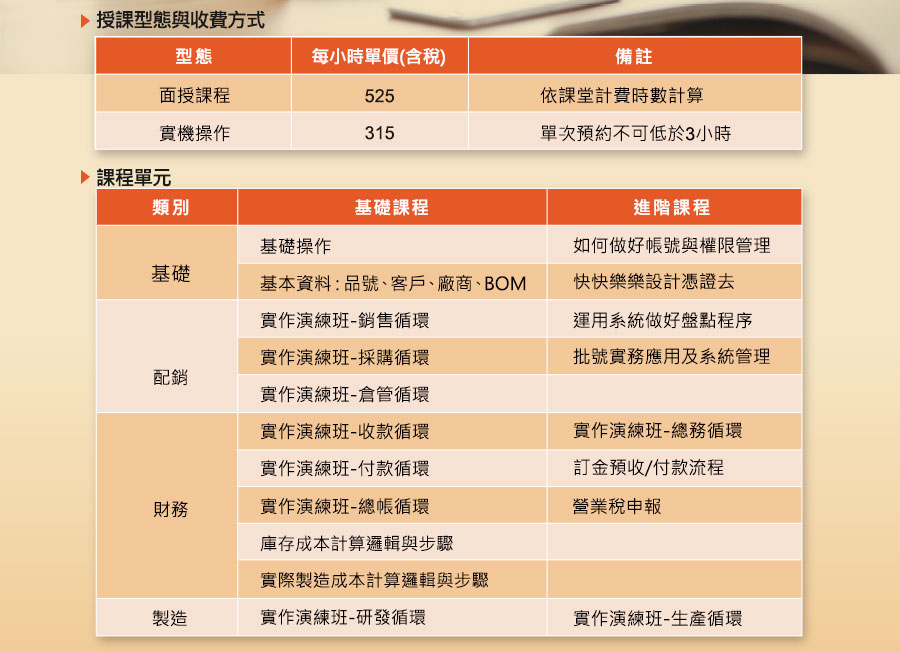 授課型態與收費方式
型態 每小時單價(含稅) 備註
面授課程 525 依課堂計費時數計算
實機操作 315 單次預約不可低於3小時
課程單元
類別 基礎課程 進階課程
基礎 基礎操作 如何做好帳號與權限管理
基本資料:品號、客戶、廠商、BOM 快快樂樂設計憑證去
配銷 實作演練班-銷售循環 運用系統做好盤點程序
實作演練班-採購循環 批號實務應用及系統管理
實作演練班-倉管循環
財務 實作演練班-收款循環 實作演練班-總務循環
實作演練班-付款循環 訂金預收/付款流程
實作演練班-總帳循環 營業稅申報
庫存成本計算邏輯與步驟
實際製造成本計算邏輯與步驟
製造 實作演練班-研發循環 實作演練班-生產循環